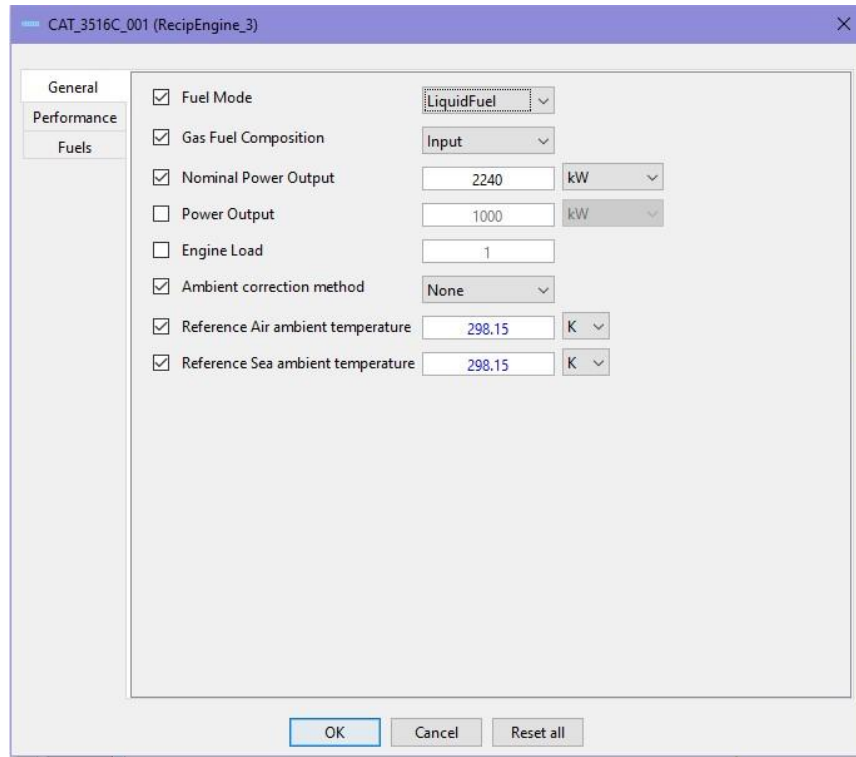 CAT_3516C_001 (RecipEngine_3)
General
Performance
Fuels
Fuel Mode LiquidFuel
Gas Fuel Composition Input
Nominal Power Output 2240 kW
Power Output 1000 kW
Engine Load 1
Ambient correction method None
Reference Air ambient temperature 298.15 K
Reference Sea ambient temperature 298.15 K
OK Cancel Reset all